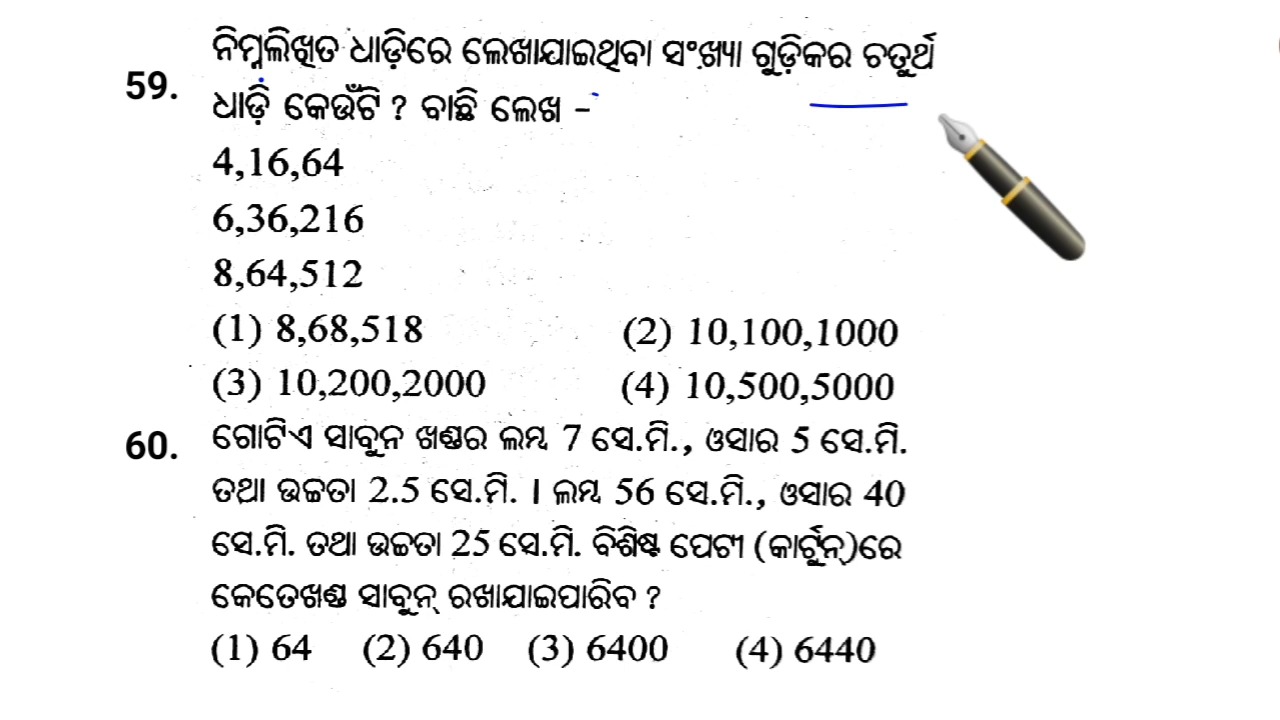 59. ନିମ୍ନଲିଖିତ ଧାଡ଼ିରେ ଲେଖାଯାଇଥିବା ସଂଖ୍ୟା ଗୁଡ଼ିକର ଚତୁର୍ଥ
ଧାଡ଼ି କେଉଁଟି ? ବାଛି ଲେଖ –
4,16,64
6,36,216
8,64,512
(1) 8,68,518 (2) 10,100,1000
(3) 10,200,2000 (4) 10,500,5000
60. ଗୋଟିଏ ସାବୁନ ଖଣ୍ଡର ଲମ୍ବ 7 ସେ.ମି., ଓସାର 5 ସେ.ମି.
ତଥା ଉଚ୍ଚତା 2.5 ସେ.ମି. । ଲମ୍ବ 56 ସେ.ମି., ଓସାର 40
ସେ.ମି. ତଥା ଉଚ୍ଚତା 25 ସେ.ମି. ବିଶିଷ୍ଟ ପେଟୀ (କାର୍ଟୁନ୍)ରେ
କେତେଖଣ୍ଡ ସାବୁନ୍ ରଖାଯାଇପାରିବ ?
(1) 64 (2) 640 (3) 6400 (4) 6440